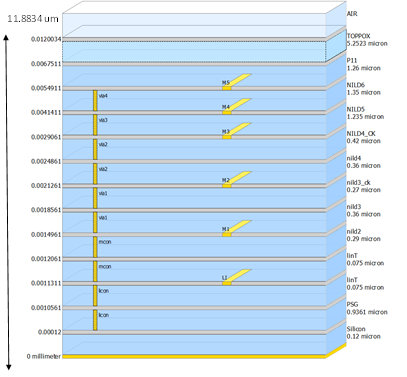 AIR
11.8834 um
0.0120034
TOPPOX
5.2523 micron
0.0067511
P11
1.26 micron
0.0054911
M5
NILD6
1.35 micron
via4
0.0041411
M4
NILD5
1.235 micron
via3
0.0029061
M3
NILD4_CK
0.42 micron
via2
0.0024861
nild4
0.36 micron
via2
0.0021261
M2
nild3_ck
0.27 micron
via1
0.0018561
nild3
0.36 micron
via1
0.0014961
M1
nild2
0.29 micron
mcon
0.0012061
linT
0.075 micron
mcon
0.0011311
LI
linT
0.075 micron
lcon
0.0010561
PSG
0.9361 micron
lcon
0.00012
Silicon
0.12 micron
0 millimeter